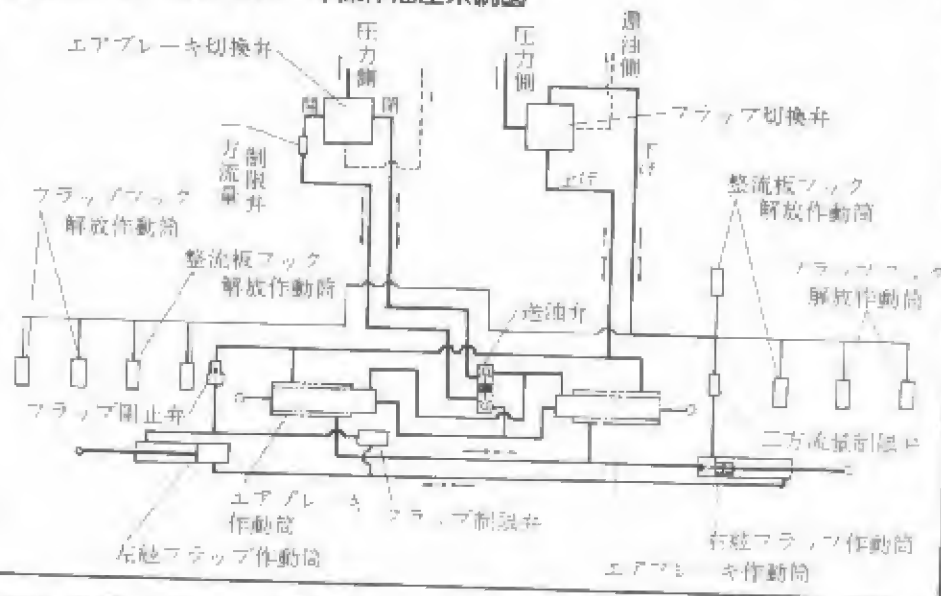 エアブレーキ切換弁
圧力側
圧力側
還油側
開
閉
フラップ切換弁
一方流量
制限弁
上げ
下げ
フラップフック
解放作動筒
整流板フック
解放作動筒
整流板フック
解放作動筒
フラップフック
解放作動筒
送油弁
フラップ閉止弁
二方流量制限弁
エアブレーキ
作動筒
フラップ制限弁
左舷フラップ作動筒
右舷フラップ作動筒
エアブレーキ作動筒